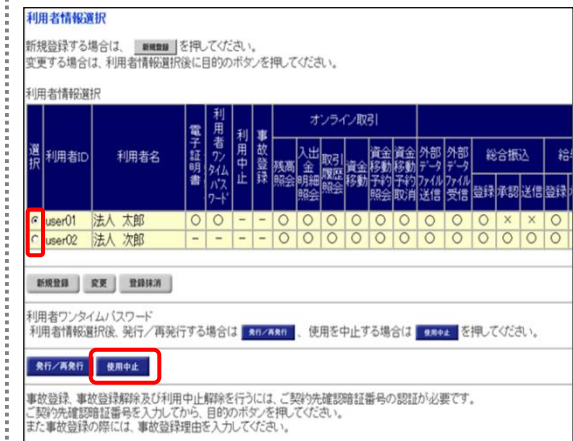 利用者情報選択
新規登録する場合は、 新規登録 を押してください。
変更する場合は、利用者情報選択後に目的のボタンを押してください。
利用者情報選択
選択 利用者ID 利用者名 電子証明書 利用者ワンタイムパスワード 利用中止 事故登録 オンライン取引 総合振込 給与
残高照会 入出金明細照会 取引履歴照会 資金移動 資金移動予約照会 資金移動予約取消 外部データファイル送信 外部データファイル受信 登録 承認 送信 登録
user01 法人 太郎 ○ ○ - - ○ ○ ○ ○ ○ ○ ○ ○ ○ × × ○
user02 法人 次郎 - - - - ○ ○ ○ ○ ○ ○ ○ ○ ○ ○ ○ ○
新規登録 変更 登録抹消
利用者ワンタイムパスワード
利用者情報選択後、発行/再発行する場合は 発行/再発行 、使用を中止する場合は 使用中止 を押してください。
発行/再発行 使用中止
事故登録、事故登録解除及び利用中止解除を行うには、ご契約先確認暗証番号の認証が必要です。
ご契約先確認暗証番号を入力してから、目的のボタンを押してください。
また事故登録の際には、事故登録理由を入力してください。